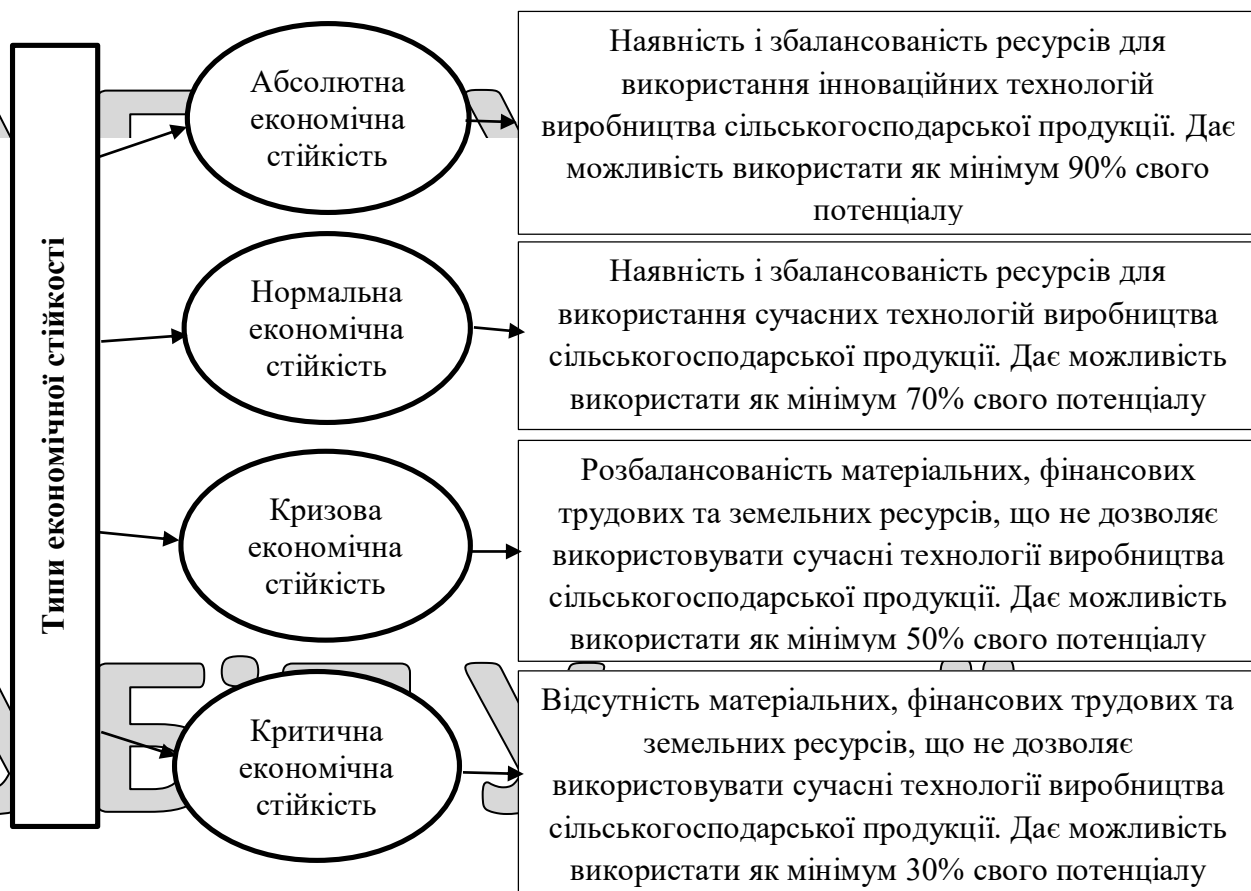 Типи економічної стійкості
Абсолютна
економічна
стійкість
Наявність і збалансованість ресурсів для
використання інноваційних технологій
виробництва сільськогосподарської продукції. Дає
можливість використати як мінімум 90% свого
потенціалу
Нормальна
економічна
стійкість
Наявність і збалансованість ресурсів для
використання сучасних технологій виробництва
сільськогосподарської продукції. Дає можливість
використати як мінімум 70% свого потенціалу
Кризова
економічна
стійкість
Розбалансованість матеріальних, фінансових
трудових та земельних ресурсів, що не дозволяє
використовувати сучасні технології виробництва
сільськогосподарської продукції. Дає можливість
використати як мінімум 50% свого потенціалу
Критична
економічна
стійкість
Відсутність матеріальних, фінансових трудових та
земельних ресурсів, що не дозволяє
використовувати сучасні технології виробництва
сільськогосподарської продукції. Дає можливість
використати як мінімум 30% свого потенціалу